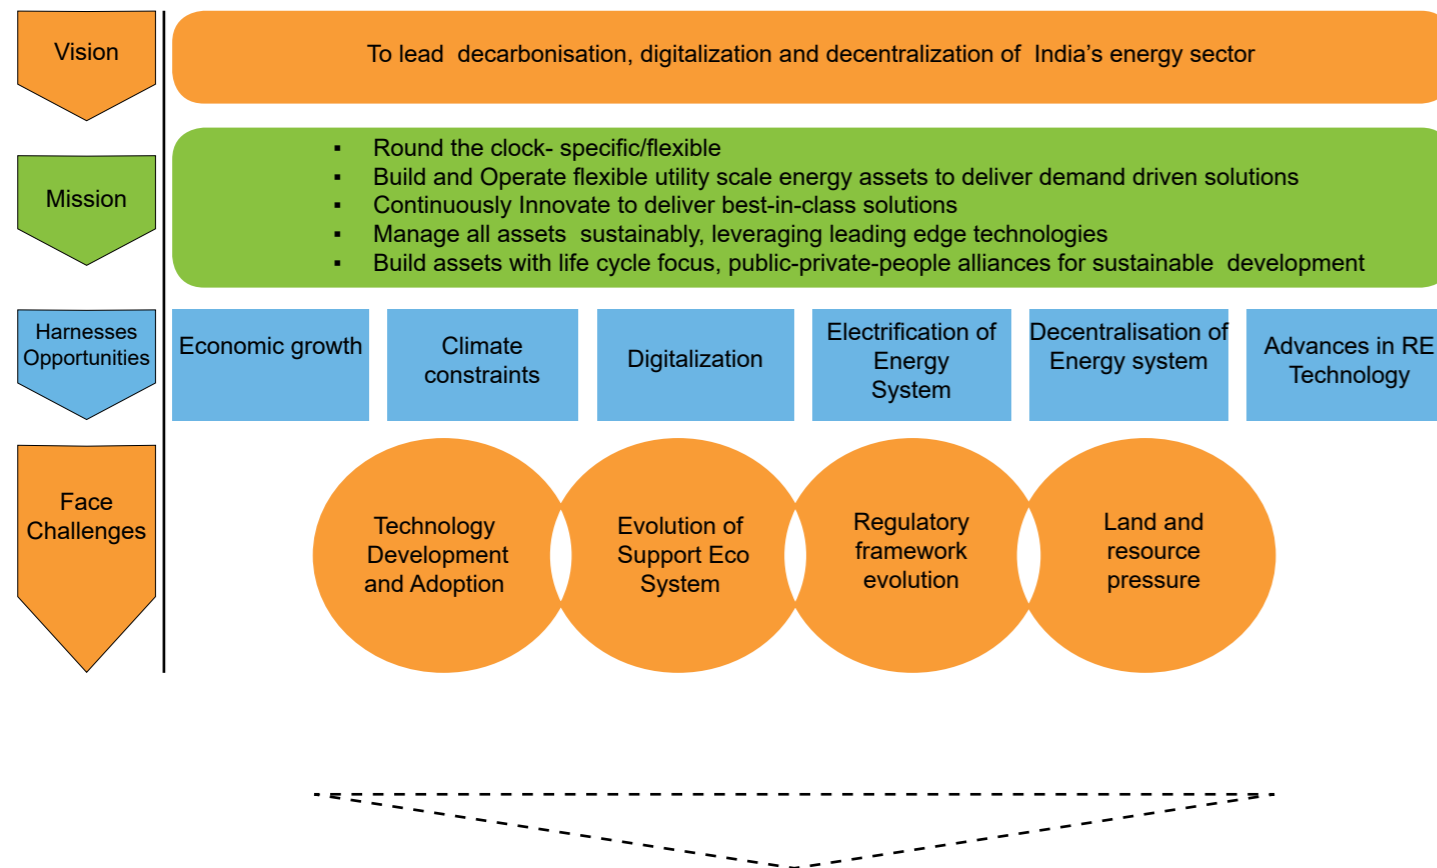 Vision
To lead decarbonisation, digitalization and decentralization of India’s energy sector
Mission
▪ Round the clock- specific/flexible
▪ Build and Operate flexible utility scale energy assets to deliver demand driven solutions
▪ Continuously Innovate to deliver best-in-class solutions
▪ Manage all assets sustainably, leveraging leading edge technologies
▪ Build assets with life cycle focus, public-private-people alliances for sustainable development
Harnesses
Opportunities
Economic growth
Climate
constraints
Digitalization
Electrification of
Energy
System
Decentralisation of
Energy system
Advances in RE
Technology
Face
Challenges
Technology
Development
and Adoption
Evolution of
Support Eco
System
Regulatory
framework
evolution
Land and
resource
pressure